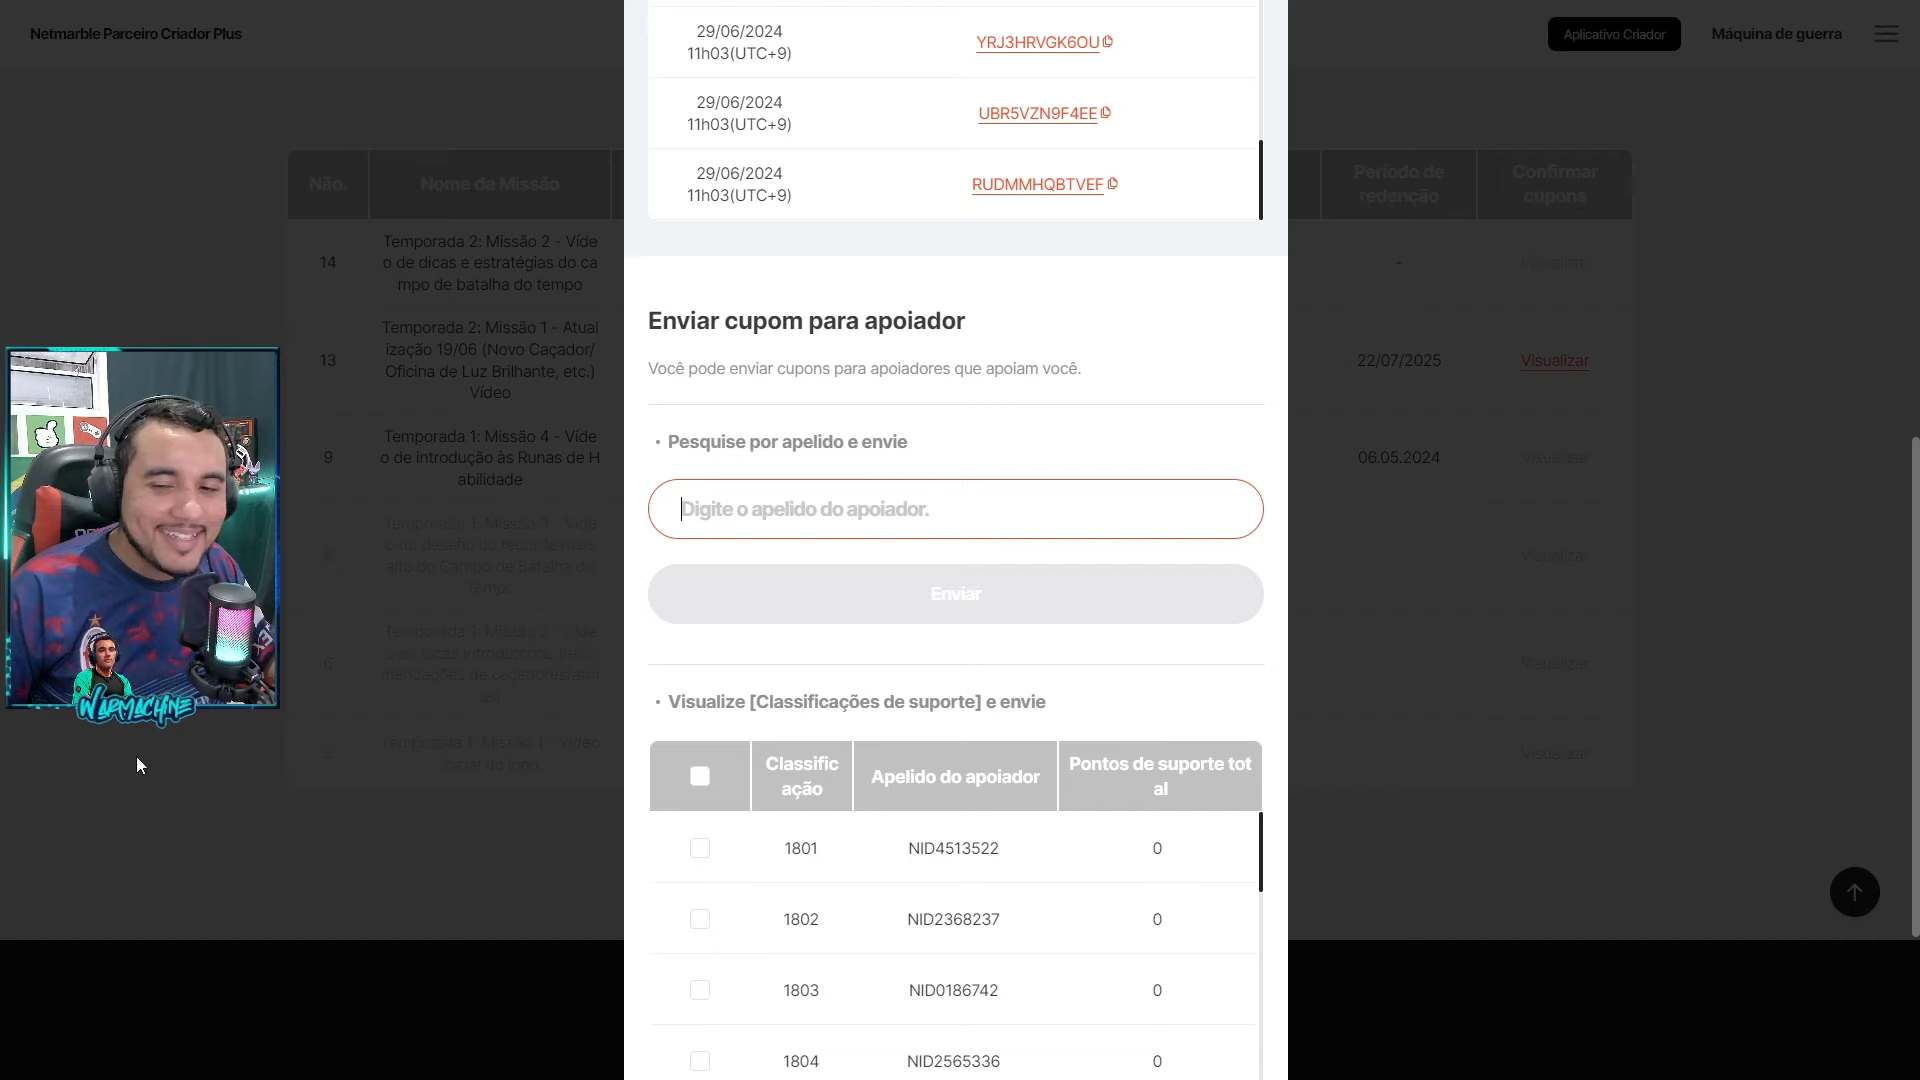 Netmarble Parceiro Criador Plus
Aplicativo Criador
Máquina de guerra
29/06/2024
11h03(UTC+9)
YRJ3HRVGK6OU
29/06/2024
11h03(UTC+9)
UBR5VZN9F4EE
29/06/2024
11h03(UTC+9)
RUDMMHQBTVEF
Não.
Nome da Missão
Período de
redenção
Confirmar
cupons
14
Temporada 2: Missão 2 - Víde
o de dicas e estratégias do ca
mpo de batalha do tempo
-
Visualizar
13
Temporada 2: Missão 1 - Atual
ização 19/06 (Novo Caçador/
Oficina de Luz Brilhante, etc.)
Vídeo
22/07/2025
Visualizar
9
Temporada 1: Missão 4 - Víde
o de introdução às Runas de H
abilidade
06.05.2024
Visualizar
Visualizar
6
Visualizar
Visualizar
Enviar cupom para apoiador
Você pode enviar cupons para apoiadores que apoiam você.
• Pesquise por apelido e envie
Digite o apelido do apoiador.
Enviar
• Visualize [Classificações de suporte] e envie
Classific
ação
Apelido do apoiador
Pontos de suporte tot
al
1801
NID4513522
0
1802
NID2368237
0
1803
NID0186742
0
1804
NID2565336
0
WARMACHINE